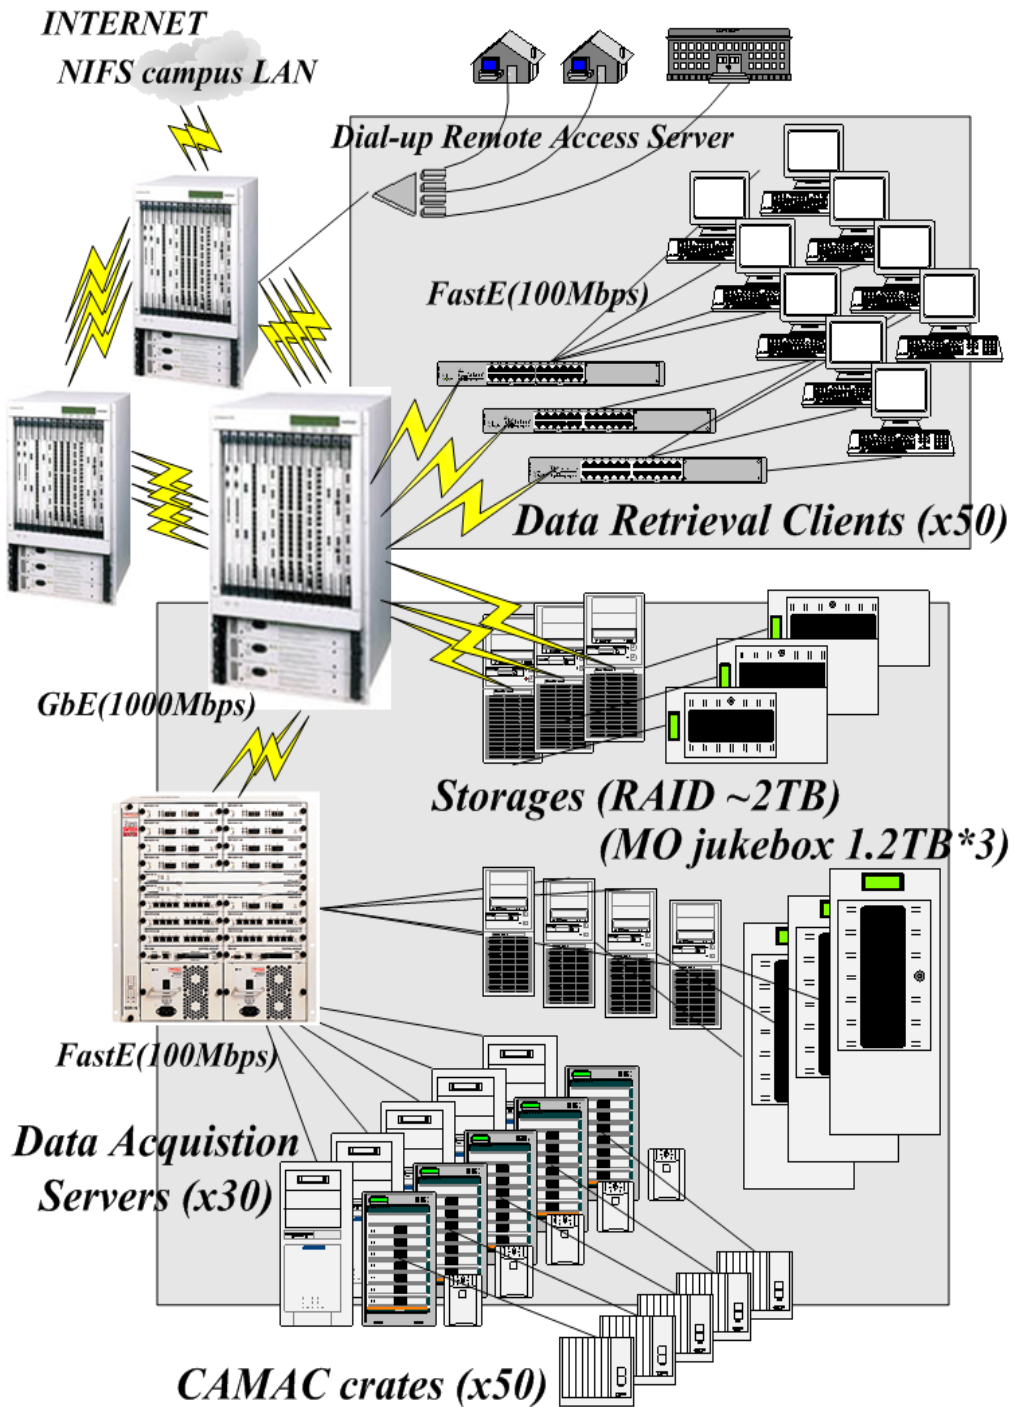 INTERNET
NIFS campus LAN
Dial-up Remote Access Server
FastE(100Mbps)
Data Retrieval Clients (x50)
GbE(1000Mbps)
Storages (RAID ~2TB)
(MO jukebox 1.2TB*3)
FastE(100Mbps)
Data Acquistion
Servers (x30)
CAMAC crates (x50)